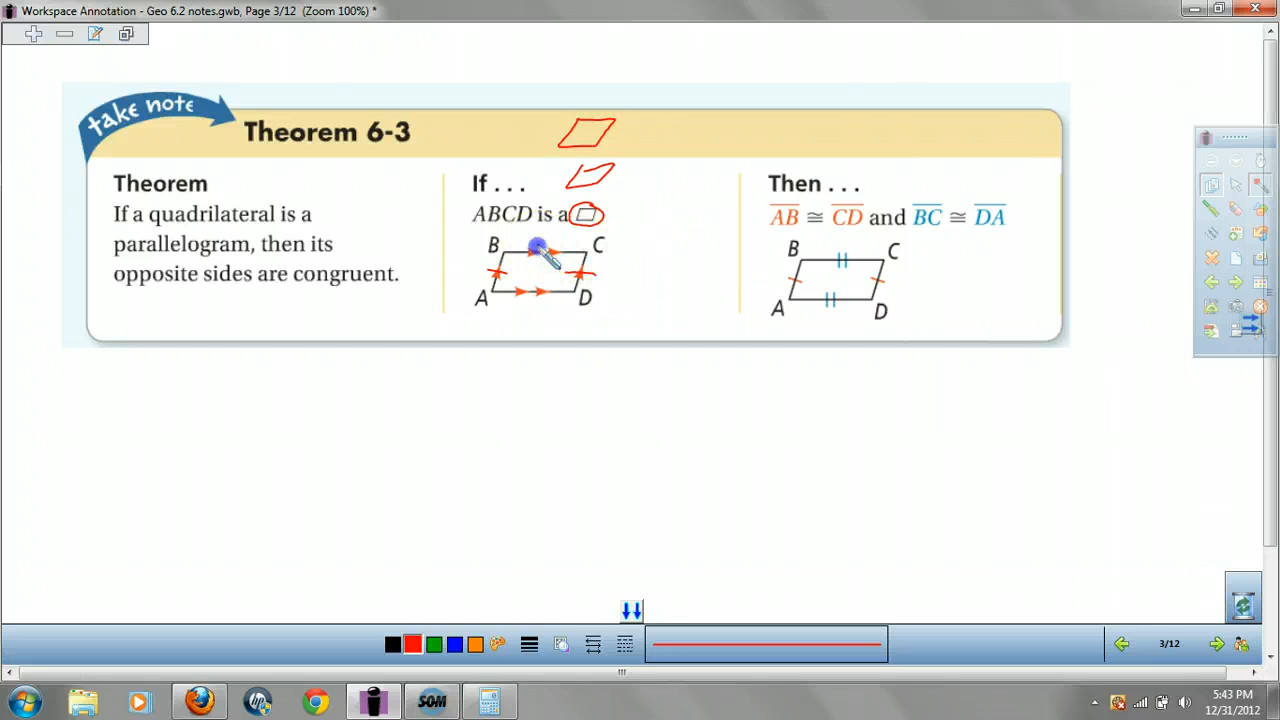 Workspace Annotation - Geo 6.2 notes.gwb, Page 3/12 (Zoom 100%) *
take note
Theorem 6-3
Theorem
If a quadrilateral is a
parallelogram, then its
opposite sides are congruent.
If . . .
ABCD is a ▱
B C
A D
Then . . .
AB ≅ CD and BC ≅ DA
B C
A D
3/12
SOM
5:43 PM
12/31/2012